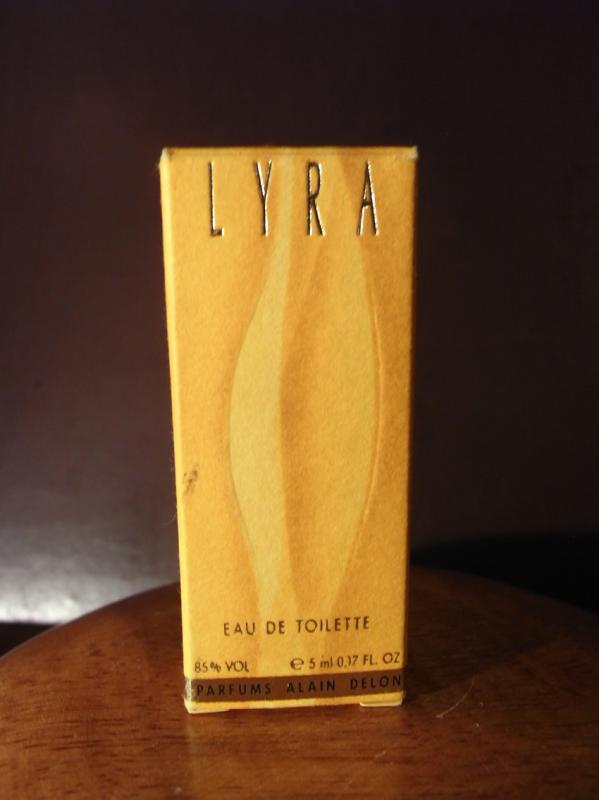 LYRA
EAU DE TOILETTE
85% VOL ℮ 5 ml 0,17 FL. OZ
PARFUMS ALAIN DELON